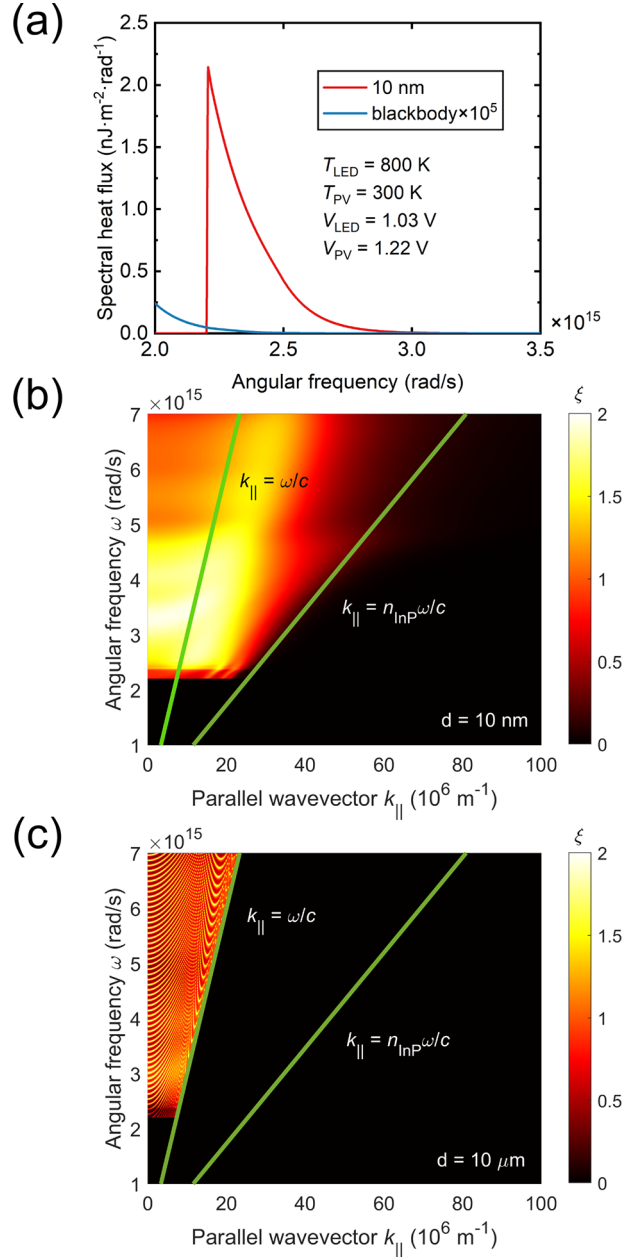 (a)
Spectral heat flux (nJ·m⁻²·rad⁻¹)
2.5
2.0
1.5
1.0
0.5
0.0
10 nm
blackbody×10⁵
T_LED = 800 K
T_PV = 300 K
V_LED = 1.03 V
V_PV = 1.22 V
2.0 2.5 3.0 3.5
×10¹⁵
Angular frequency (rad/s)
(b)
× 10¹⁵
ξ
Angular frequency ω (rad/s)
7
6
5
4
3
2
1
k_|| = ω/c
k_|| = n_InP ω/c
d = 10 nm
2
1.5
1
0.5
0
0 20 40 60 80 100
Parallel wavevector k_|| (10⁶ m⁻¹)
(c)
×10¹⁵
ξ
Angular frequency ω (rad/s)
7
6
5
4
3
2
1
k_|| = ω/c
k_|| = n_InP ω/c
d = 10 μm
2
1.5
1
0.5
0
0 20 40 60 80 100
Parallel wavevector k_|| (10⁶ m⁻¹)